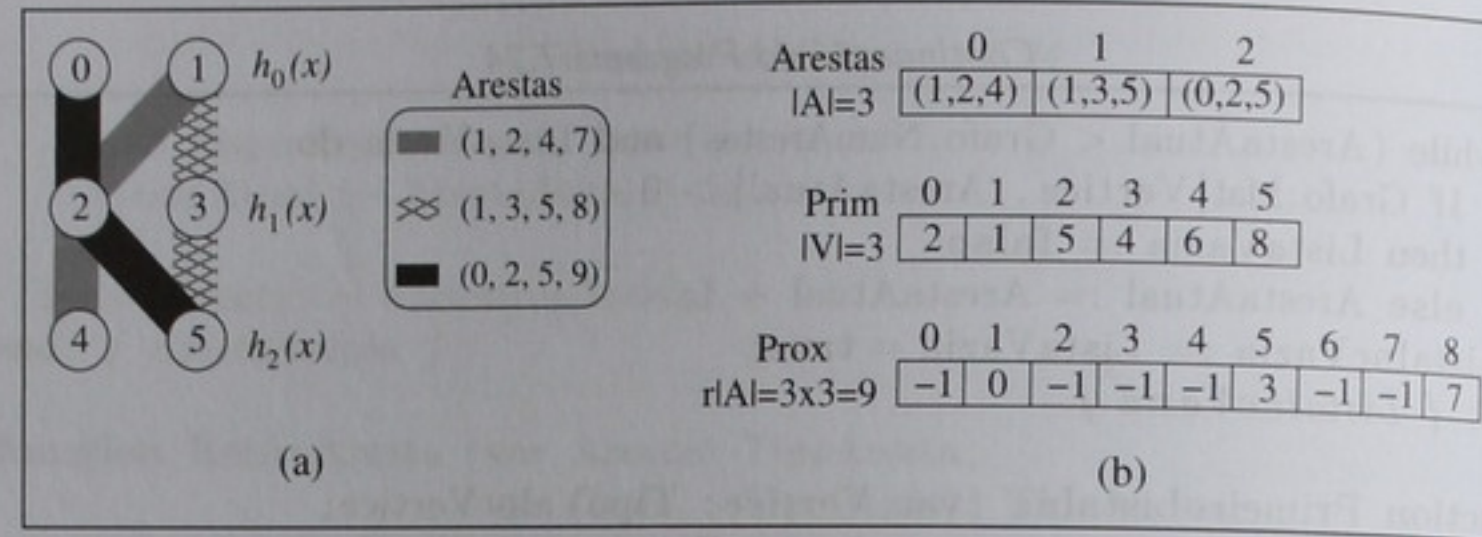 0 1 h₀(x)
2 3 h₁(x)
4 5 h₂(x)
(a)
Arestas
(1, 2, 4, 7)
(1, 3, 5, 8)
(0, 2, 5, 9)
0 1 2
Arestas (1,2,4) (1,3,5) (0,2,5)
|A|=3
Prim 0 1 2 3 4 5
|V|=3 2 1 5 4 6 8
Prox 0 1 2 3 4 5 6 7 8
r|A|=3x3=9 −1 0 −1 −1 −1 3 −1 −1 7
(b)